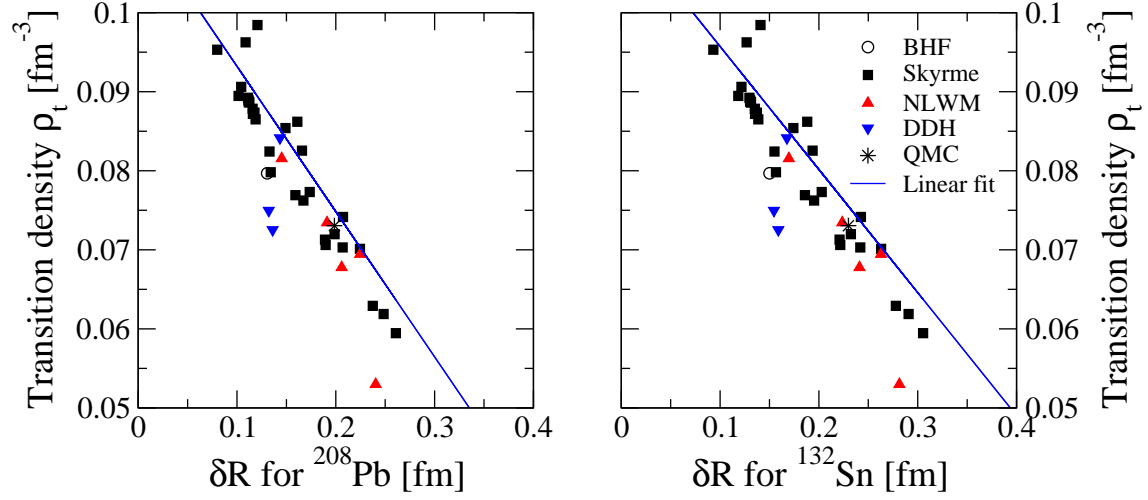 Transition density ρt [fm-3]
0.1
0.09
0.08
0.07
0.06
0.05
0 0.1 0.2 0.3 0.4
δR for 208Pb [fm]
BHF
Skyrme
NLWM
DDH
QMC
Linear fit
0 0.1 0.2 0.3 0.4
δR for 132Sn [fm]
0.1
0.09
0.08
0.07
0.06
0.05
Transition density ρt [fm-3]